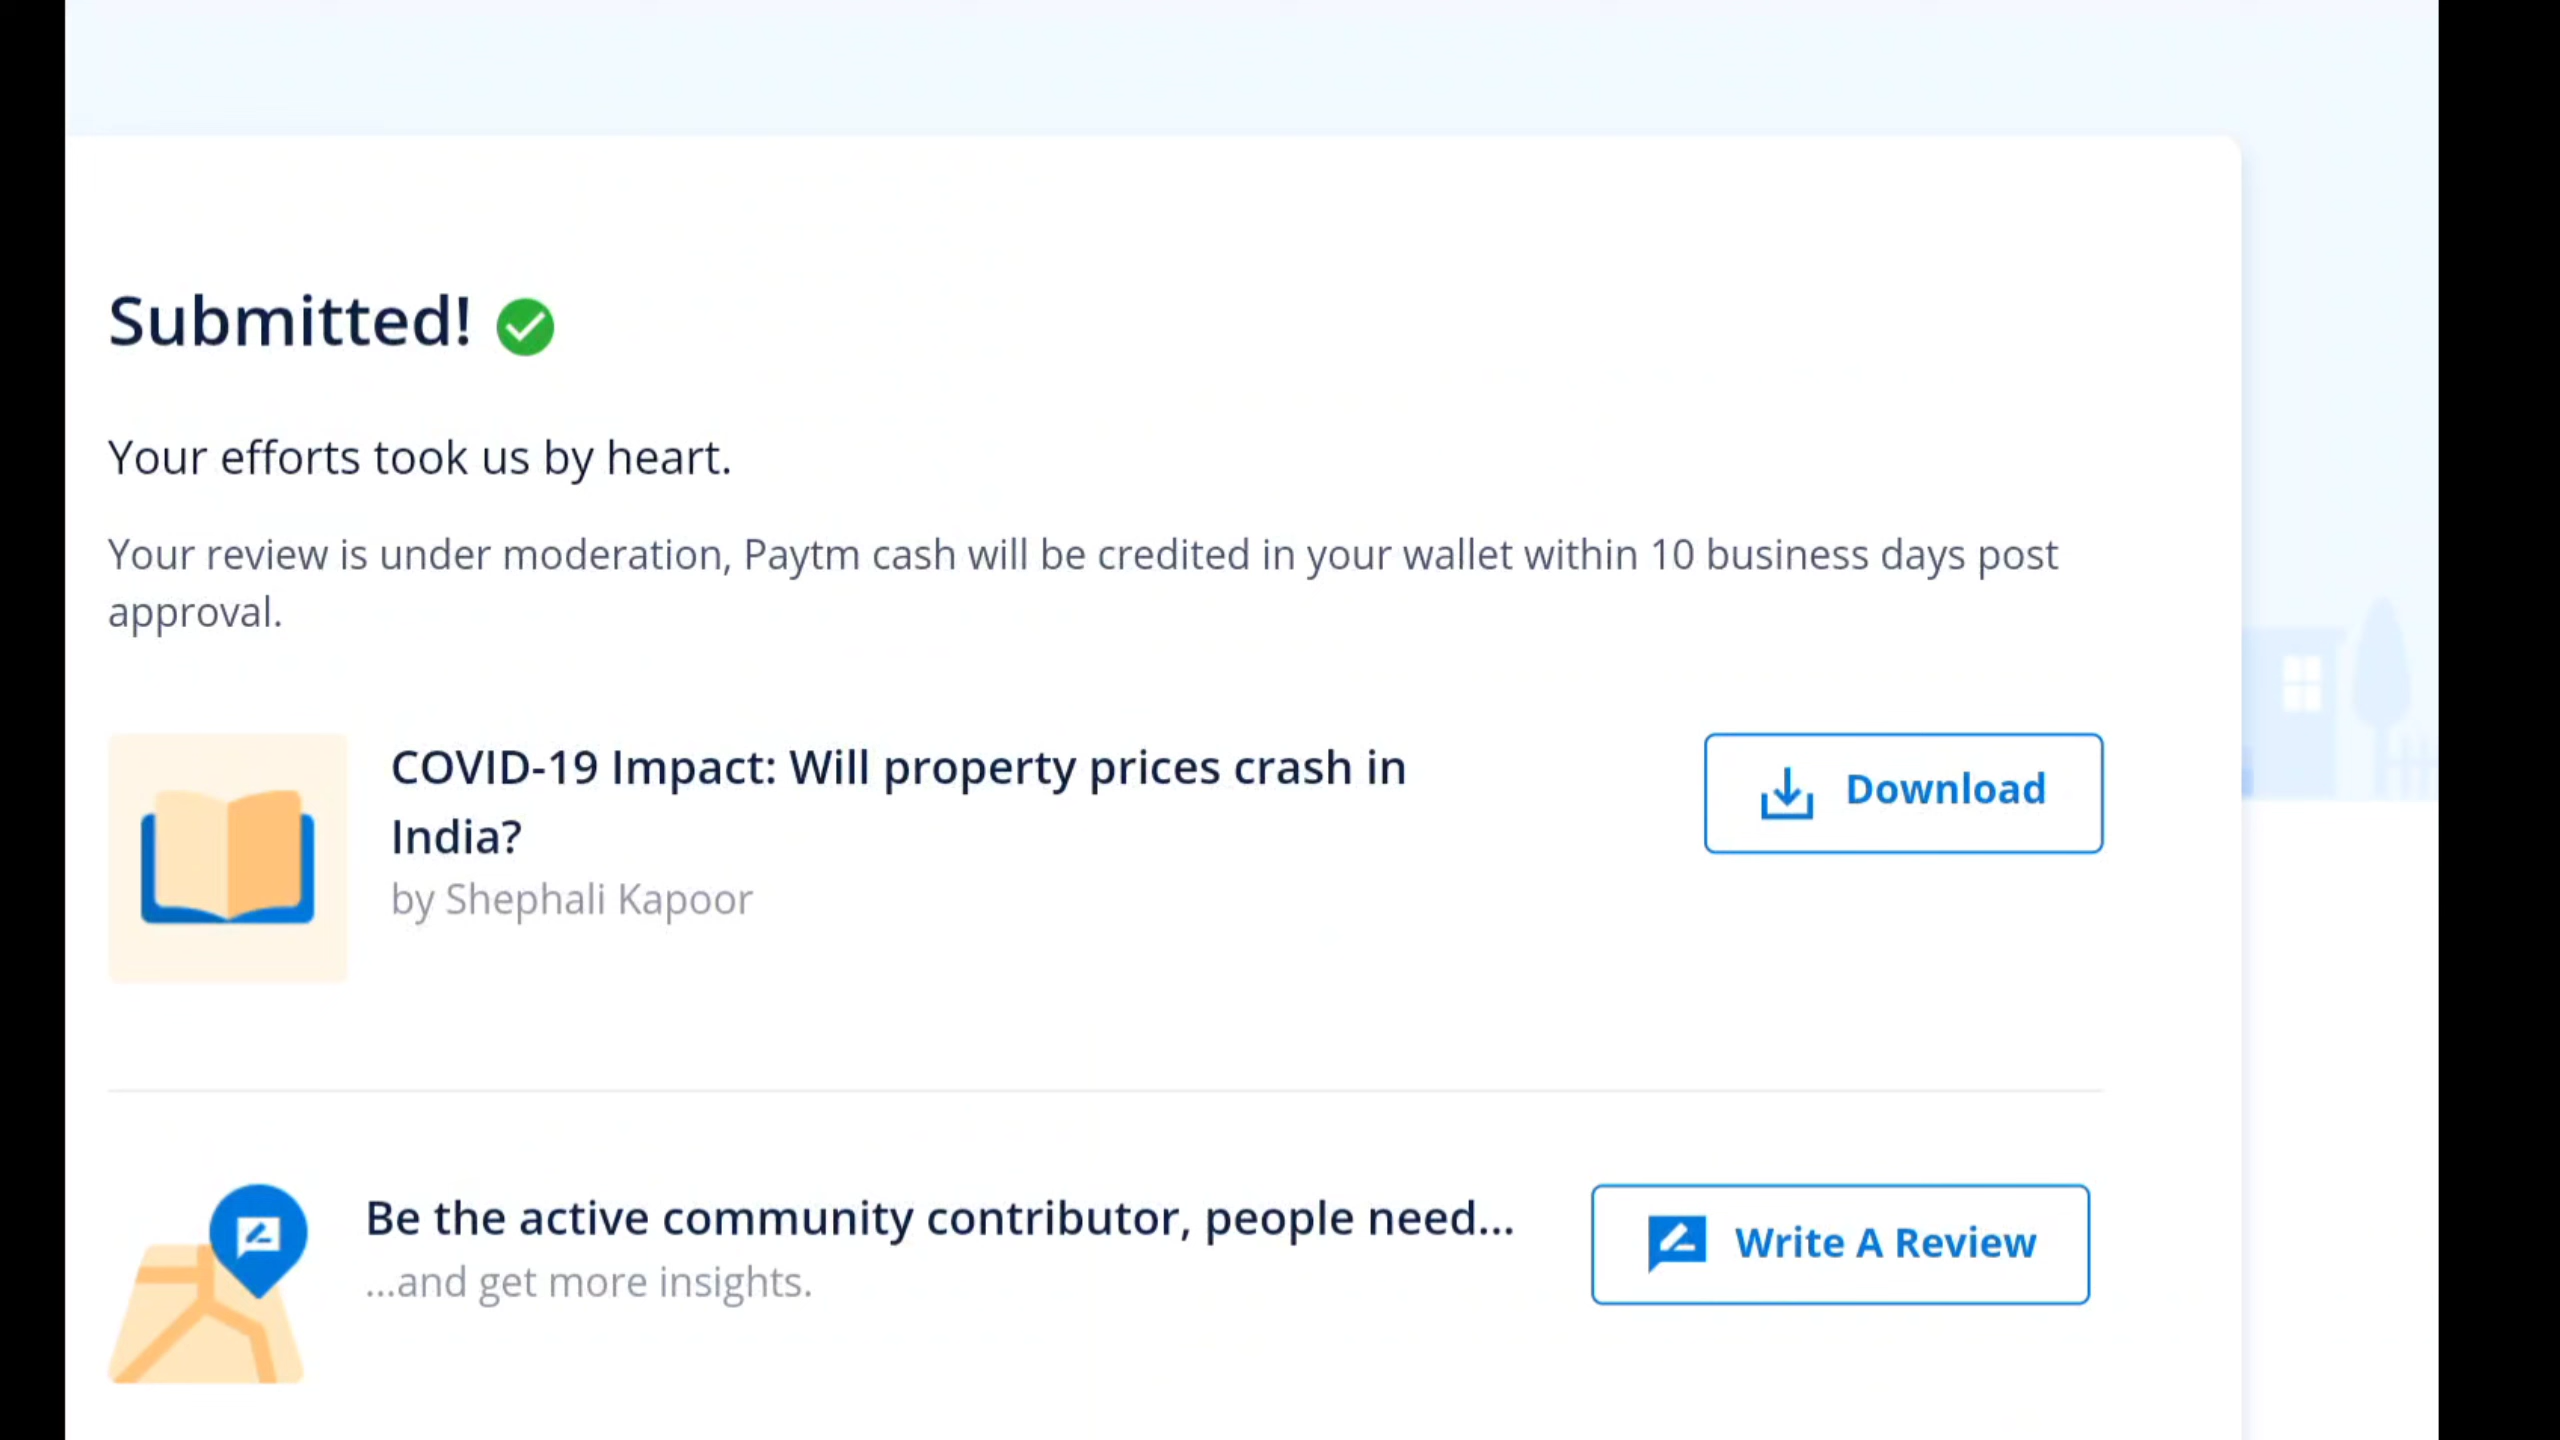 Submitted!
Your efforts took us by heart.
Your review is under moderation, Paytm cash will be credited in your wallet within 10 business days post
approval.
COVID-19 Impact: Will property prices crash in
India?
by Shephali Kapoor
Download
Be the active community contributor, people need...
...and get more insights.
Write A Review